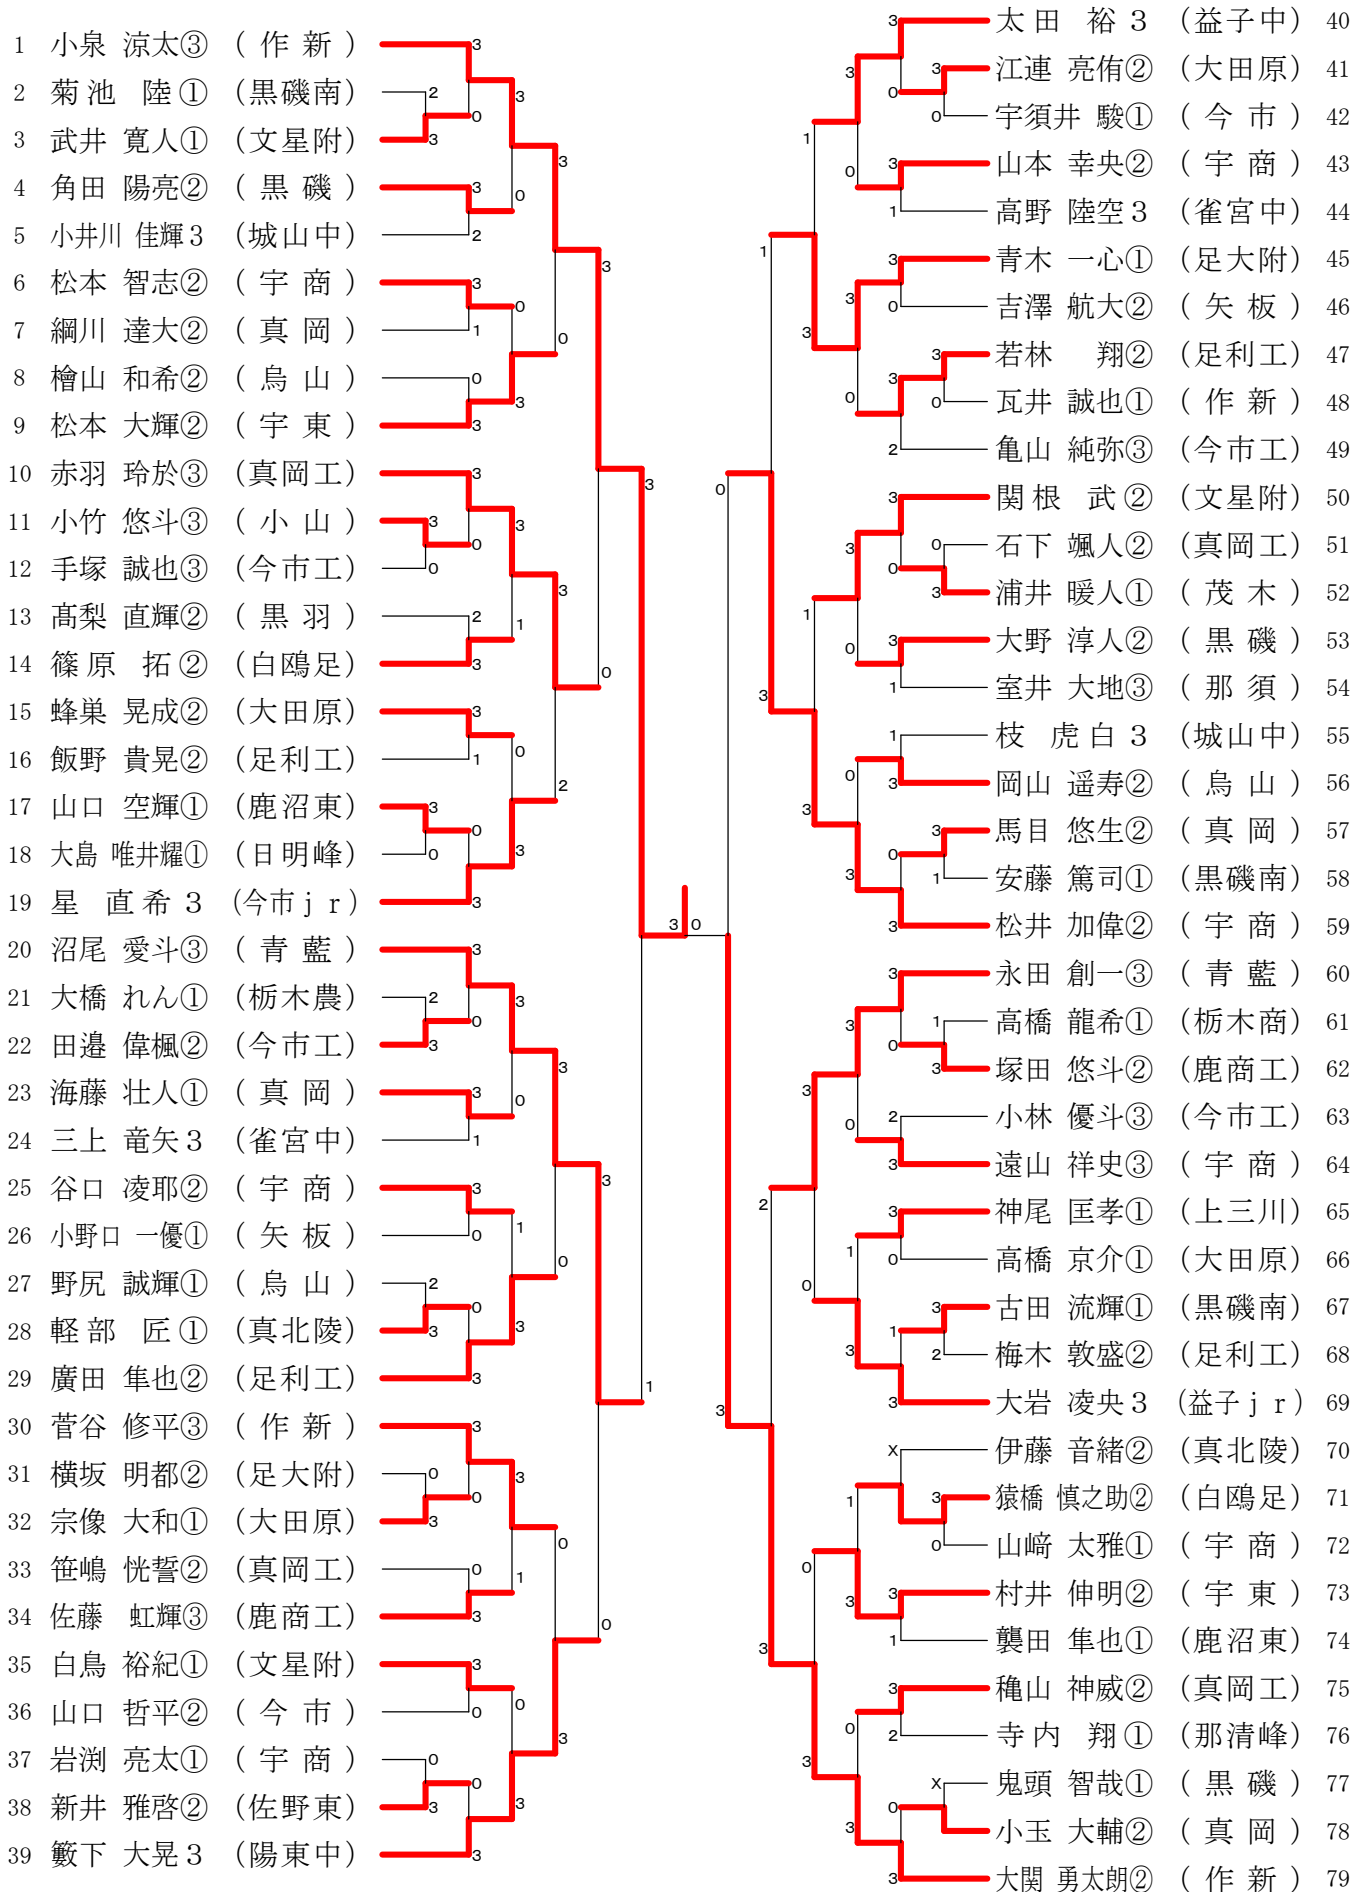 1 小泉 涼太③ （ 作 新 ）
2 菊池 陸① （黒磯南）
3 武井 寛人① （文星附）
4 角田 陽亮② （ 黒 磯 ）
5 小井川 佳輝3 （城山中）
6 松本 智志② （ 宇 商 ）
7 綱川 達大② （ 真 岡 ）
8 檜山 和希② （ 烏 山 ）
9 松本 大輝② （ 宇 東 ）
10 赤羽 玲於③ （真岡工）
11 小竹 悠斗③ （ 小 山 ）
12 手塚 誠也③ （今市工）
13 髙梨 直輝② （ 黒 羽 ）
14 篠原 拓② （白鴎足）
15 蜂巣 晃成② （大田原）
16 飯野 貴晃② （足利工）
17 山口 空輝① （鹿沼東）
18 大島 唯井耀① （日明峰）
19 星 直希3 （今市ｊｒ）
20 沼尾 愛斗③ （ 青 藍 ）
21 大橋 れん① （栃木農）
22 田邉 偉楓② （今市工）
23 海藤 壮人① （ 真 岡 ）
24 三上 竜矢3 （雀宮中）
25 谷口 凌耶② （ 宇 商 ）
26 小野口 一優① （ 矢 板 ）
27 野尻 誠輝① （ 烏 山 ）
28 軽部 匠① （真北陵）
29 廣田 隼也② （足利工）
30 菅谷 修平③ （ 作 新 ）
31 横坂 明都② （足大附）
32 宗像 大和① （大田原）
33 笹嶋 恍誓② （真岡工）
34 佐藤 虹輝③ （鹿商工）
35 白鳥 裕紀① （文星附）
36 山口 哲平② （ 今 市 ）
37 岩渕 亮太① （ 宇 商 ）
38 新井 雅啓② （佐野東）
39 籔下 大晃3 （陽東中）
3 0
太田 裕3 （益子中） 40
江連 亮侑② （大田原） 41
宇須井 駿① （ 今 市 ） 42
山本 幸央② （ 宇 商 ） 43
高野 陸空3 （雀宮中） 44
青木 一心① （足大附） 45
吉澤 航大② （ 矢 板 ） 46
若林 翔② （足利工） 47
瓦井 誠也① （ 作 新 ） 48
亀山 純弥③ （今市工） 49
関根 武② （文星附） 50
石下 颯人② （真岡工） 51
浦井 暖人① （ 茂 木 ） 52
大野 淳人② （ 黒 磯 ） 53
室井 大地③ （ 那 須 ） 54
枝 虎白3 （城山中） 55
岡山 遥寿② （ 烏 山 ） 56
馬目 悠生② （ 真 岡 ） 57
安藤 篤司① （黒磯南） 58
松井 加偉② （ 宇 商 ） 59
永田 創一③ （ 青 藍 ） 60
高橋 龍希① （栃木商） 61
塚田 悠斗② （鹿商工） 62
小林 優斗③ （今市工） 63
遠山 祥史③ （ 宇 商 ） 64
神尾 匡孝① （上三川） 65
高橋 京介① （大田原） 66
古田 流輝① （黒磯南） 67
梅木 敦盛② （足利工） 68
大岩 凌央3 （益子ｊｒ） 69
伊藤 音緒② （真北陵） 70
猿橋 慎之助② （白鴎足） 71
山﨑 太雅① （ 宇 商 ） 72
村井 伸明② （ 宇 東 ） 73
襲田 隼也① （鹿沼東） 74
穐山 神威② （真岡工） 75
寺内 翔① （那清峰） 76
鬼頭 智哉① （ 黒 磯 ） 77
小玉 大輔② （ 真 岡 ） 78
大関 勇太朗② （ 作 新 ） 79